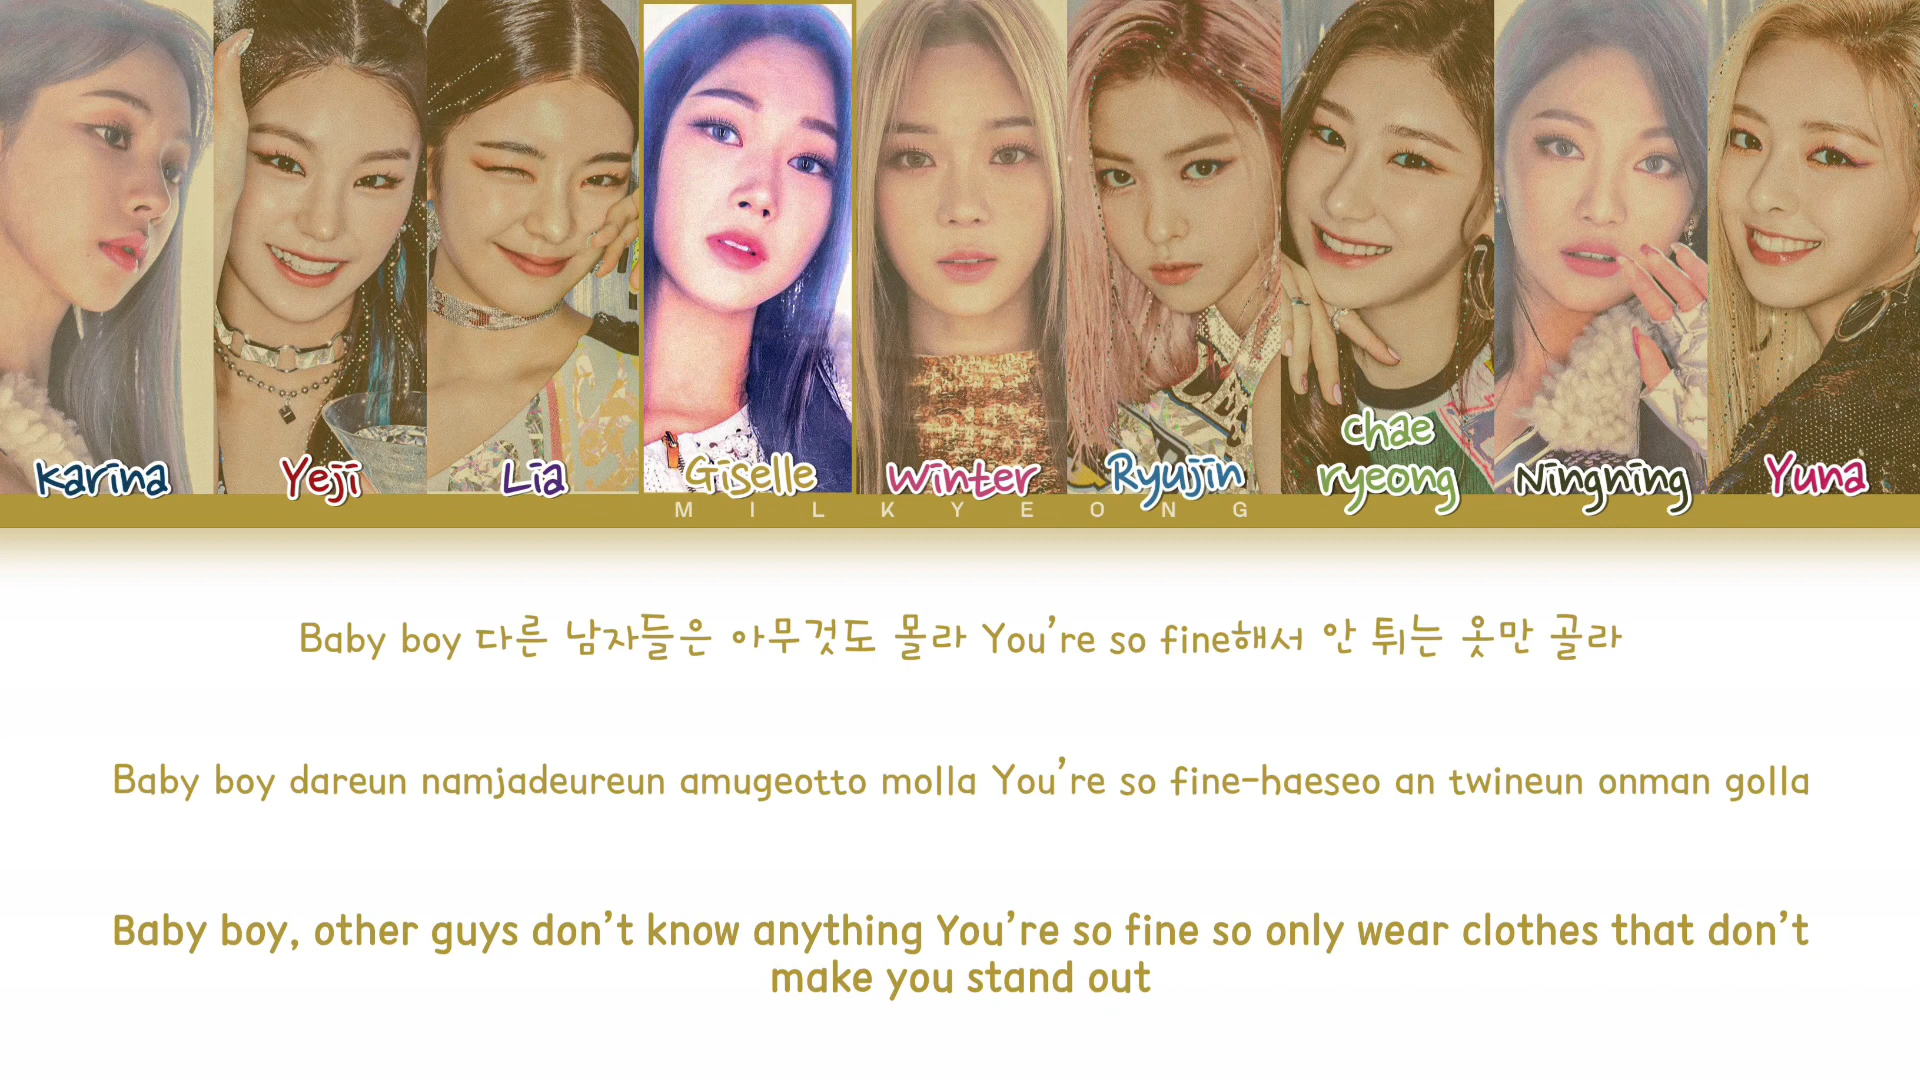 Karina Yeji Lia Giselle Winter Ryujin chae ryeong Ningning Yuna
MILKYEONG
Baby boy 다른 남자들은 아무것도 몰라 You're so fine해서 안 튀는 옷만 골라
Baby boy dareun namjadeureun amugeotto molla You're so fine-haeseo an twineun onman golla
Baby boy, other guys don't know anything You're so fine so only wear clothes that don't
make you stand out